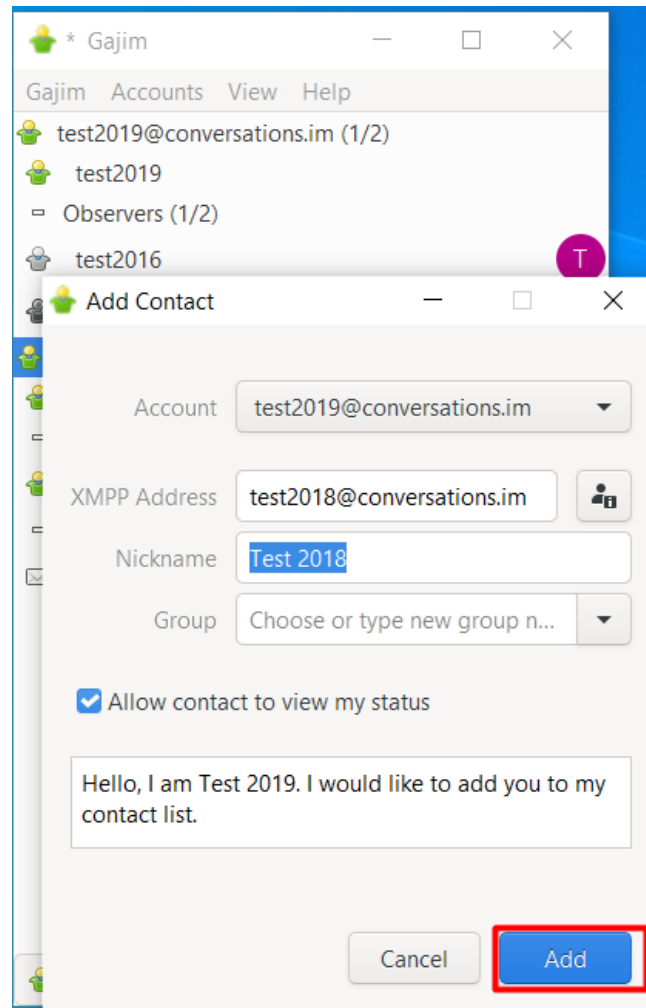 * Gajim
Gajim Accounts View Help
test2019@conversations.im (1/2)
test2019
Observers (1/2)
test2016
T
Add Contact
Account test2019@conversations.im
XMPP Address test2018@conversations.im
Nickname Test 2018
Group Choose or type new group n...
Allow contact to view my status
Hello, I am Test 2019. I would like to add you to my
contact list.
Cancel Add